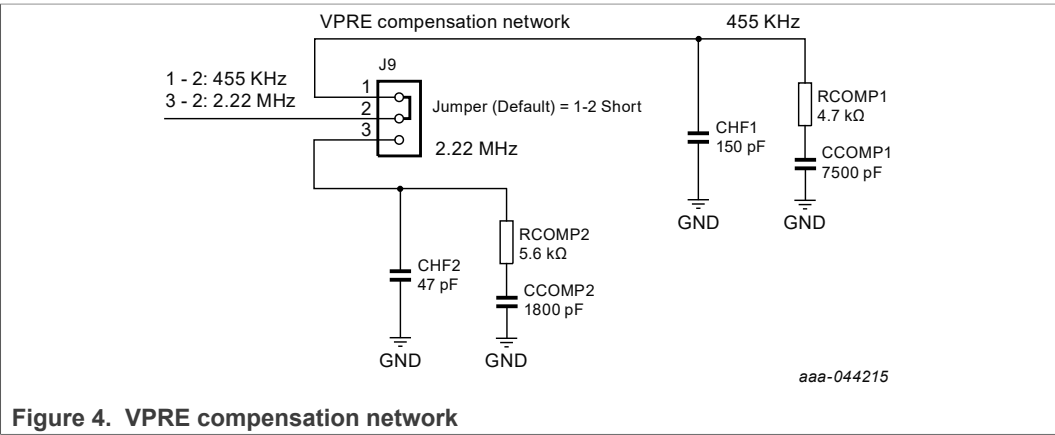 VPRE compensation network
455 KHz
J9
1 - 2: 455 KHz
3 - 2: 2.22 MHz
1
2
3
Jumper (Default) = 1-2 Short
2.22 MHz
RCOMP1
4.7 kΩ
CHF1
150 pF
CCOMP1
7500 pF
GND
GND
RCOMP2
5.6 kΩ
CHF2
47 pF
CCOMP2
1800 pF
GND
GND
aaa-044215
Figure 4. VPRE compensation network